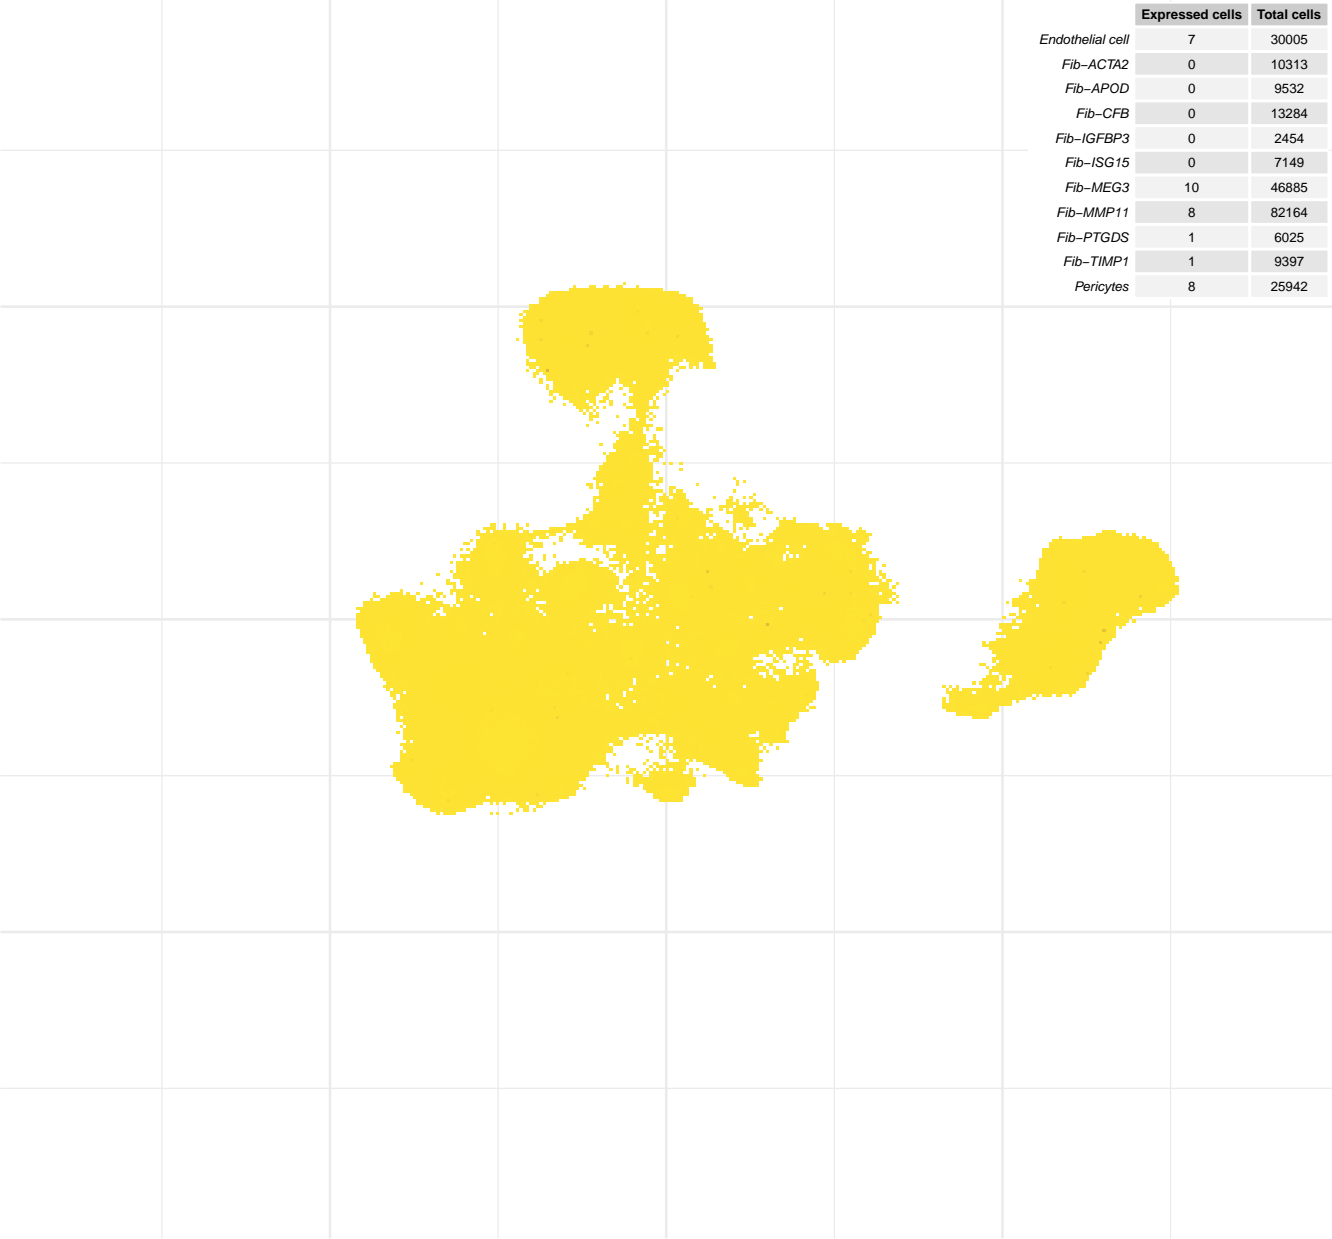 Expressed cells Total cells
Endothelial cell 7 30005
Fib−ACTA2 0 10313
Fib−APOD 0 9532
Fib−CFB 0 13284
Fib−IGFBP3 0 2454
Fib−ISG15 0 7149
Fib−MEG3 10 46885
Fib−MMP11 8 82164
Fib−PTGDS 1 6025
Fib−TIMP1 1 9397
Pericytes 8 25942